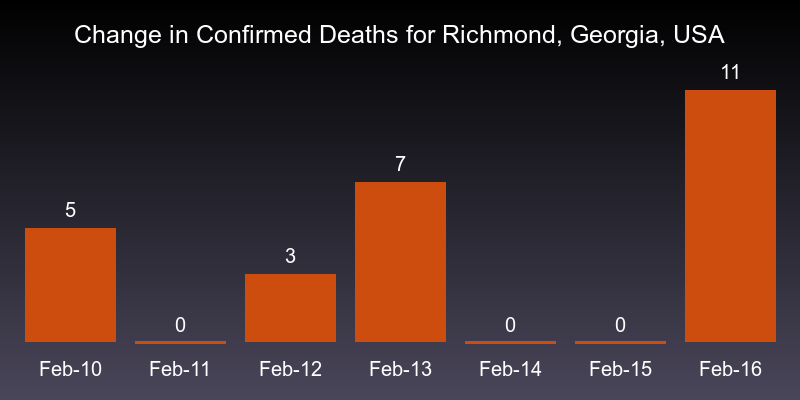 Change in Confirmed Deaths for Richmond, Georgia, USA
11
7
5
3
0
0
0
Feb-10
Feb-11
Feb-12
Feb-13
Feb-14
Feb-15
Feb-16